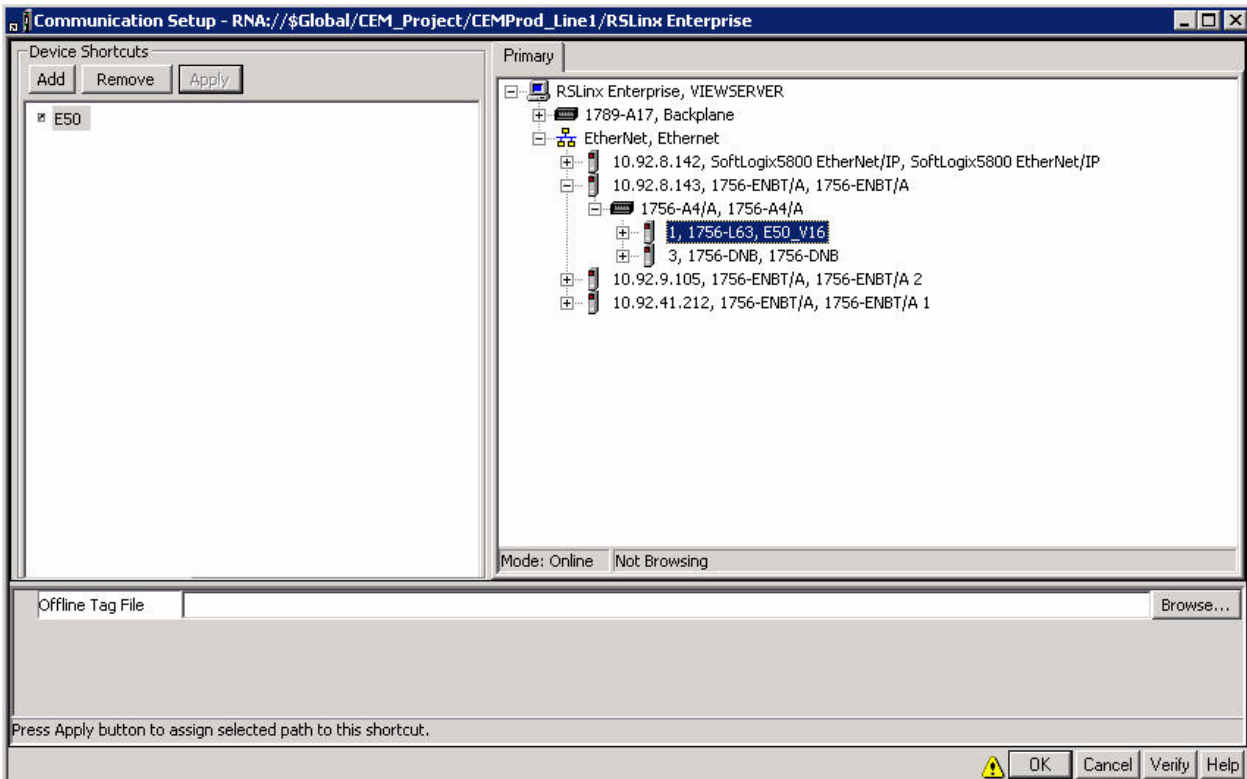 Communication Setup - RNA://$Global/CEM_Project/CEMProd_Line1/RSLinx Enterprise
Device Shortcuts
Add Remove Apply
E50
Primary
RSLinx Enterprise, VIEWSERVER
1789-A17, Backplane
EtherNet, Ethernet
10.92.8.142, SoftLogix5800 EtherNet/IP, SoftLogix5800 EtherNet/IP
10.92.8.143, 1756-ENBT/A, 1756-ENBT/A
1756-A4/A, 1756-A4/A
1, 1756-L63, E50_V16
3, 1756-DNB, 1756-DNB
10.92.9.105, 1756-ENBT/A, 1756-ENBT/A 2
10.92.41.212, 1756-ENBT/A, 1756-ENBT/A 1
Mode: Online Not Browsing
Offline Tag File Browse...
Press Apply button to assign selected path to this shortcut.
OK Cancel Verify Help